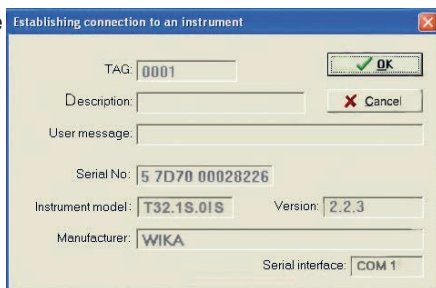 e
Establishing connection to an instrument
TAG: 0001
OK
Description:
Cancel
User message:
Serial No: 5 7D70 00028226
Instrument model: T32.1S.0IS
Version: 2.2.3
Manufacturer: WIKA
Serial interface: COM 1